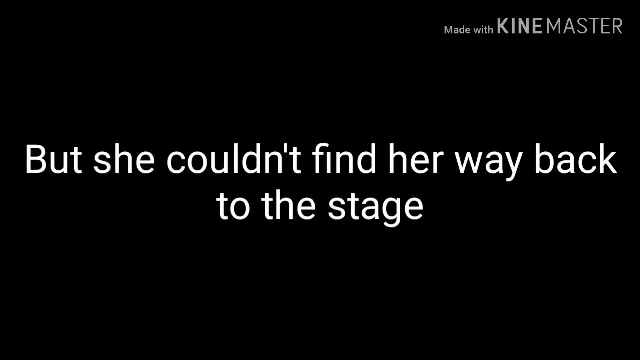 Made with KINEMASTER
But she couldn't find her way back
to the stage